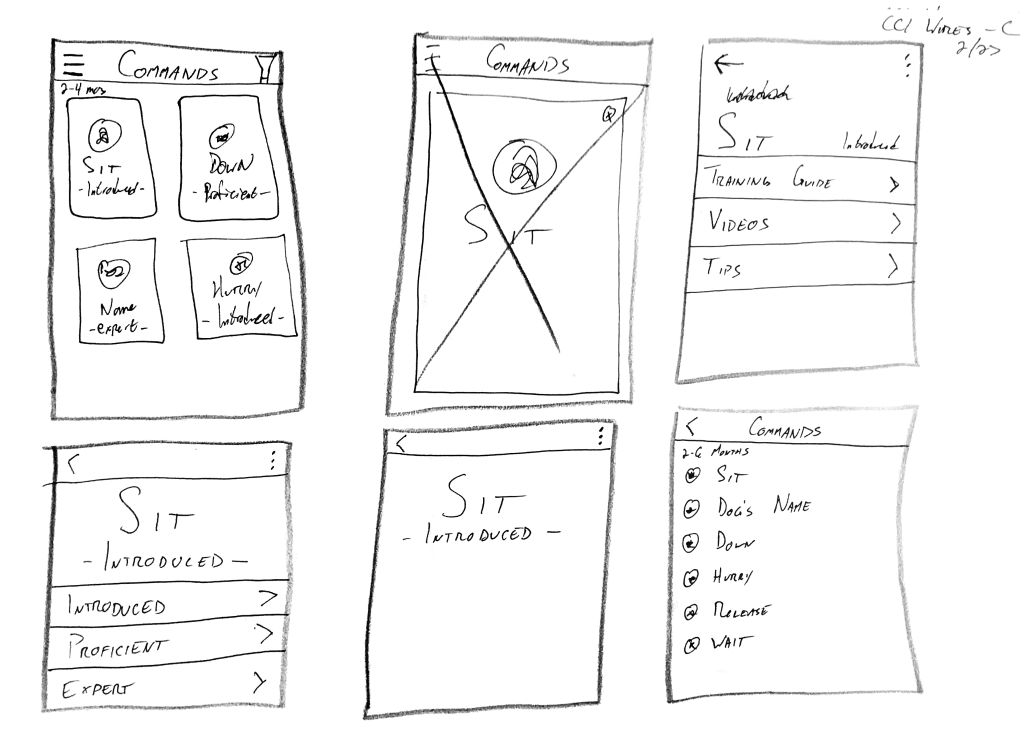 CCI Wires - C
2/27
Commands
2-4 mos
Sit
- Introduced -
Down
- Proficient -
Name
- expert -
Hurry
- Introduced -
Commands
Sit
Sit
Introduced
Training Guide
Videos
Tips
Sit
- Introduced -
Introduced
Proficient
Expert
Sit
- Introduced -
Commands
2-6 Months
Sit
Dog's Name
Down
Hurry
Release
Wait